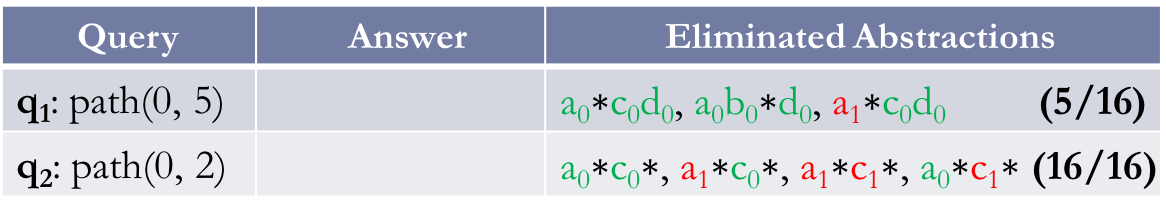 Query Answer Eliminated Abstractions
q₁: path(0, 5) a₀*c₀d₀, a₀b₀*d₀, a₁*c₀d₀ (5/16)
q₂: path(0, 2) a₀*c₀*, a₁*c₀*, a₁*c₁*, a₀*c₁* (16/16)